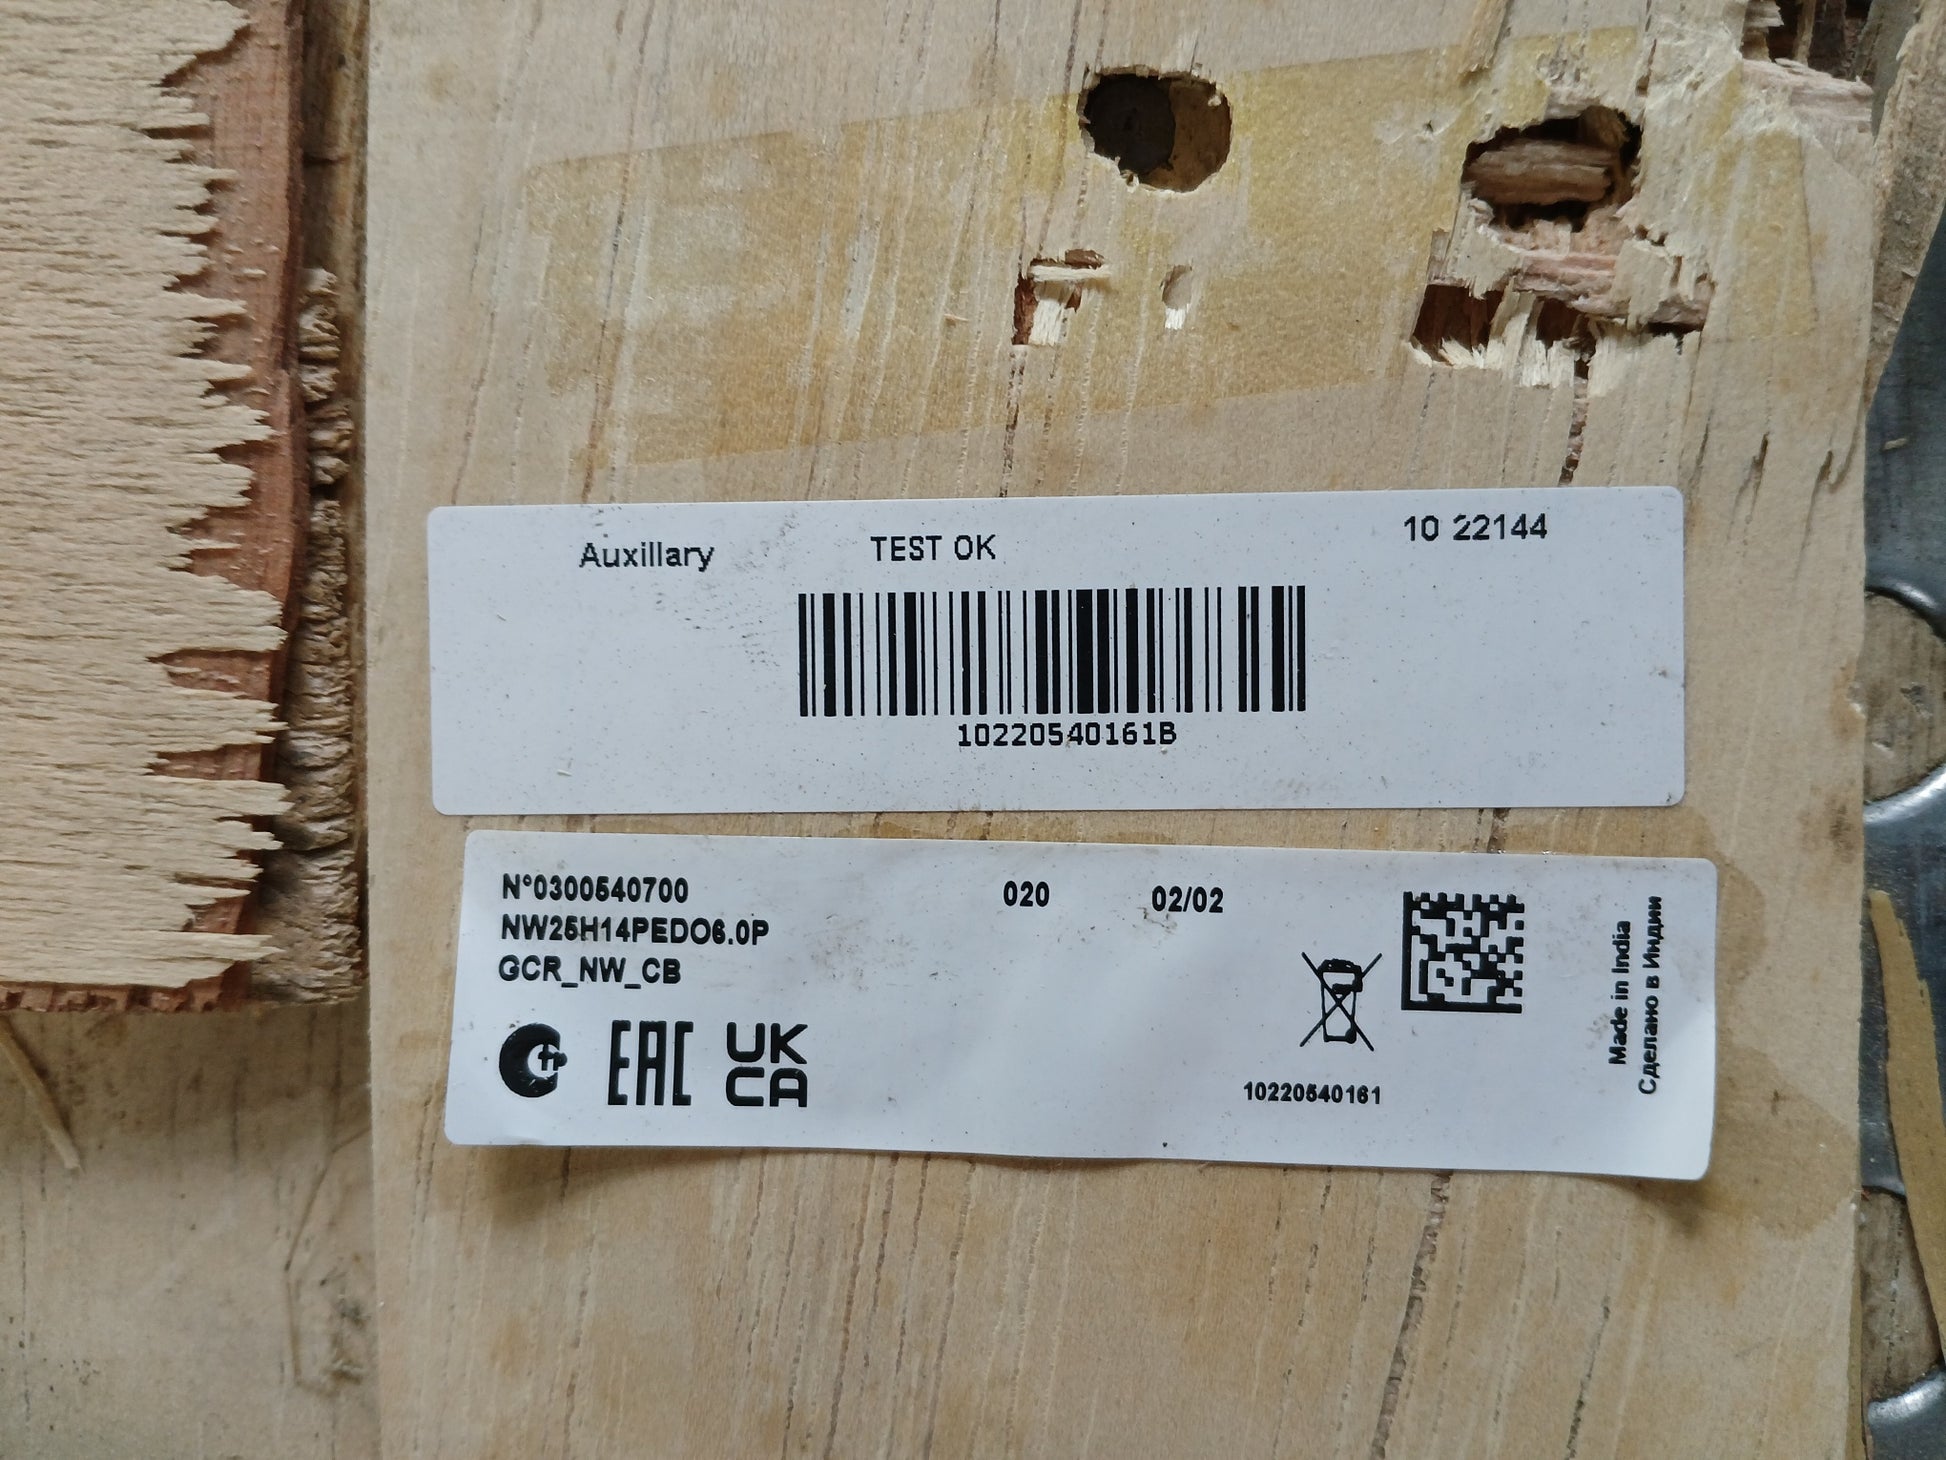 Auxillary TEST OK 10 22144
10220540161B
N°0300540700 020 02/02
NW25H14PEDO6.0P
GCR_NW_CB
EAC UK
CA
10220540161
Made in India
Сделано в Индии